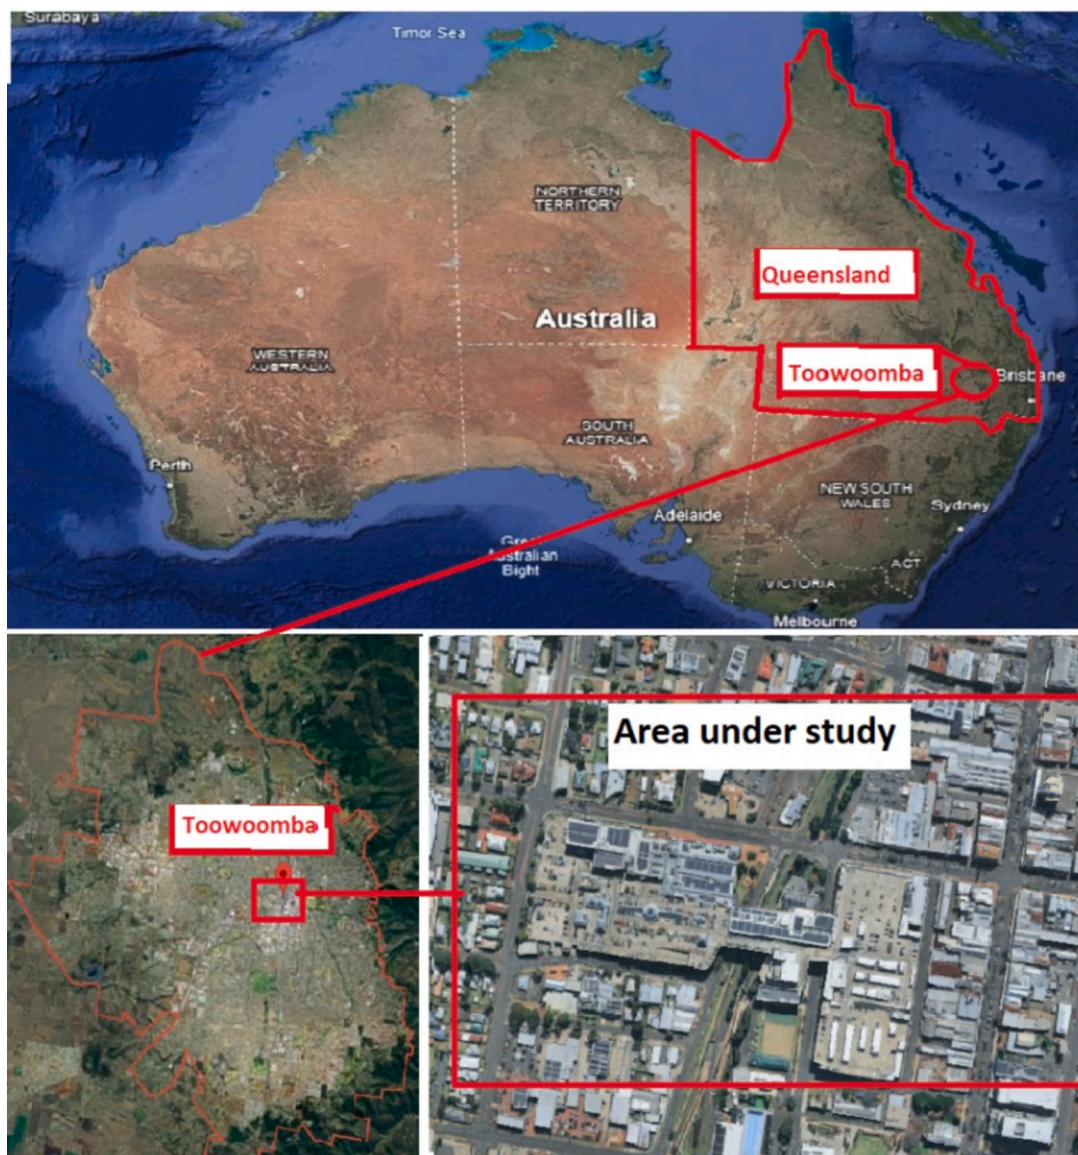 Surabaya
Timor Sea
NORTHERN
TERRITORY
Queensland
Australia
WESTERN
AUSTRALIA
Toowoomba
Brisbane
SOUTH
AUSTRALIA
Perth
NEW SOUTH
WALES
Adelaide
Sydney
Great
Australian
Bight
ACT
VICTORIA
Melbourne
Area under study
Toowoomba